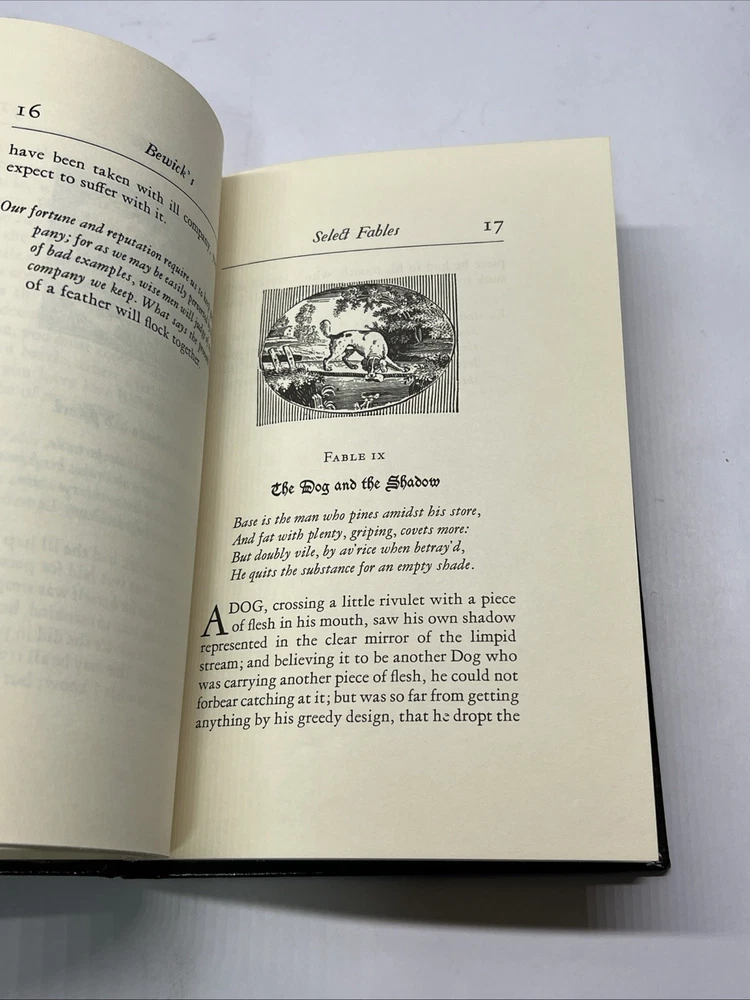 16
Bewick's
have been taken with ill company,
expect to suffer with it.
Our fortune and reputation require us to keep
pany; for as we may be easily
of bad examples, wise men will judge
company we keep. What says the
of a feather will flock together.
Select Fables
17
FABLE IX
The Dog and the Shadow
Base is the man who pines amidst his store,
And fat with plenty, griping, covets more:
But doubly vile, by av'rice when betray'd,
He quits the substance for an empty shade.
A DOG, crossing a little rivulet with a piece
of flesh in his mouth, saw his own shadow
represented in the clear mirror of the limpid
stream; and believing it to be another Dog who
was carrying another piece of flesh, he could not
forbear catching at it; but was so far from getting
anything by his greedy design, that he dropt the